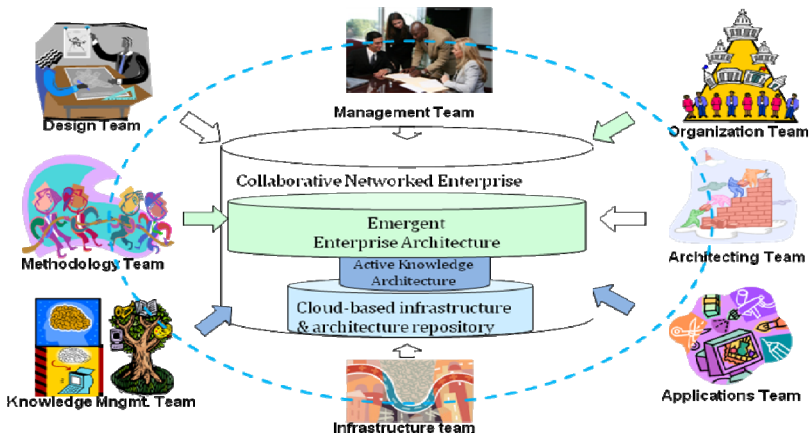 Management Team
Design Team
Organization Team
Collaborative Networked Enterprise
Emergent
Enterprise Architecture
Methodology Team
Architecting Team
Active Knowledge
Architecture
Cloud-based infrastructure
& architecture repository
Knowledge Mngmt. Team
Applications Team
Infrastructure team